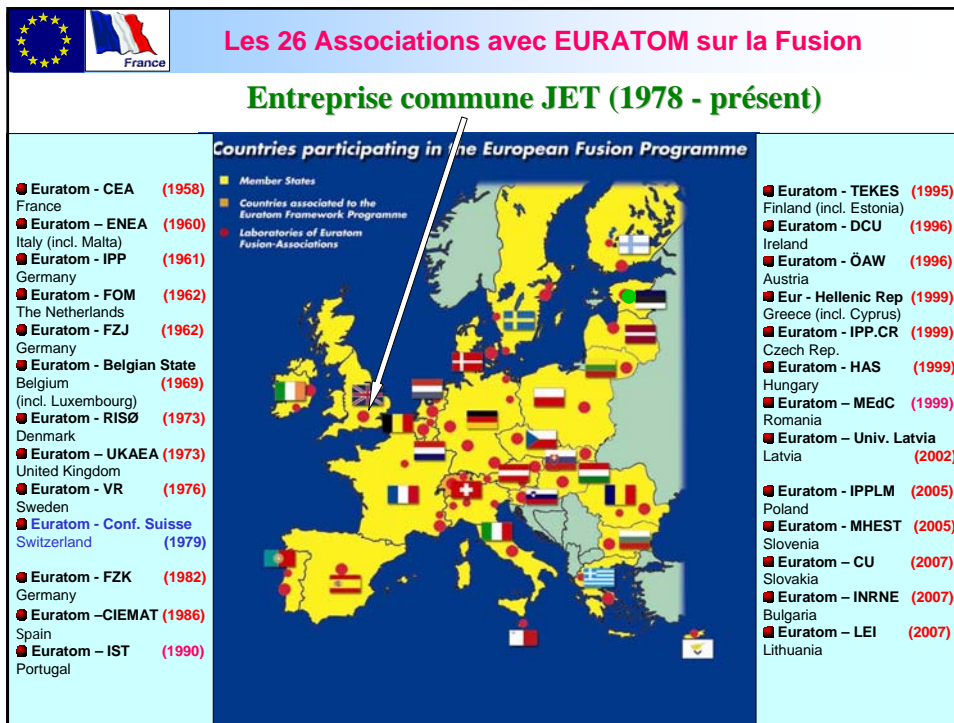 France
Les 26 Associations avec EURATOM sur la Fusion
Entreprise commune JET (1978 - présent)
Euratom - CEA (1958)
France
Euratom – ENEA (1960)
Italy (incl. Malta)
Euratom - IPP (1961)
Germany
Euratom - FOM (1962)
The Netherlands
Euratom - FZJ (1962)
Germany
Euratom - Belgian State
Belgium (1969)
(incl. Luxembourg)
Euratom - RISØ (1973)
Denmark
Euratom – UKAEA (1973)
United Kingdom
Euratom – VR (1976)
Sweden
Euratom - Conf. Suisse
Switzerland (1979)
Euratom – FZK (1982)
Germany
Euratom –CIEMAT (1986)
Spain
Euratom – IST (1990)
Portugal
Countries participating in the European Fusion Programme
Member States
Countries associated to the
Euratom Framework Programme
Laboratories of Euratom
Fusion-Associations
Euratom - TEKES (1995)
Finland (incl. Estonia)
Euratom - DCU (1996)
Ireland
Euratom - ÖAW (1996)
Austria
Eur - Hellenic Rep (1999)
Greece (incl. Cyprus)
Euratom - IPP.CR (1999)
Czech Rep.
Euratom - HAS (1999)
Hungary
Euratom – MEdC (1999)
Romania
Euratom – Univ. Latvia
Latvia (2002)
Euratom - IPPLM (2005)
Poland
Euratom - MHEST (2005)
Slovenia
Euratom – CU (2007)
Slovakia
Euratom – INRNE (2007)
Bulgaria
Euratom – LEI (2007)
Lithuania